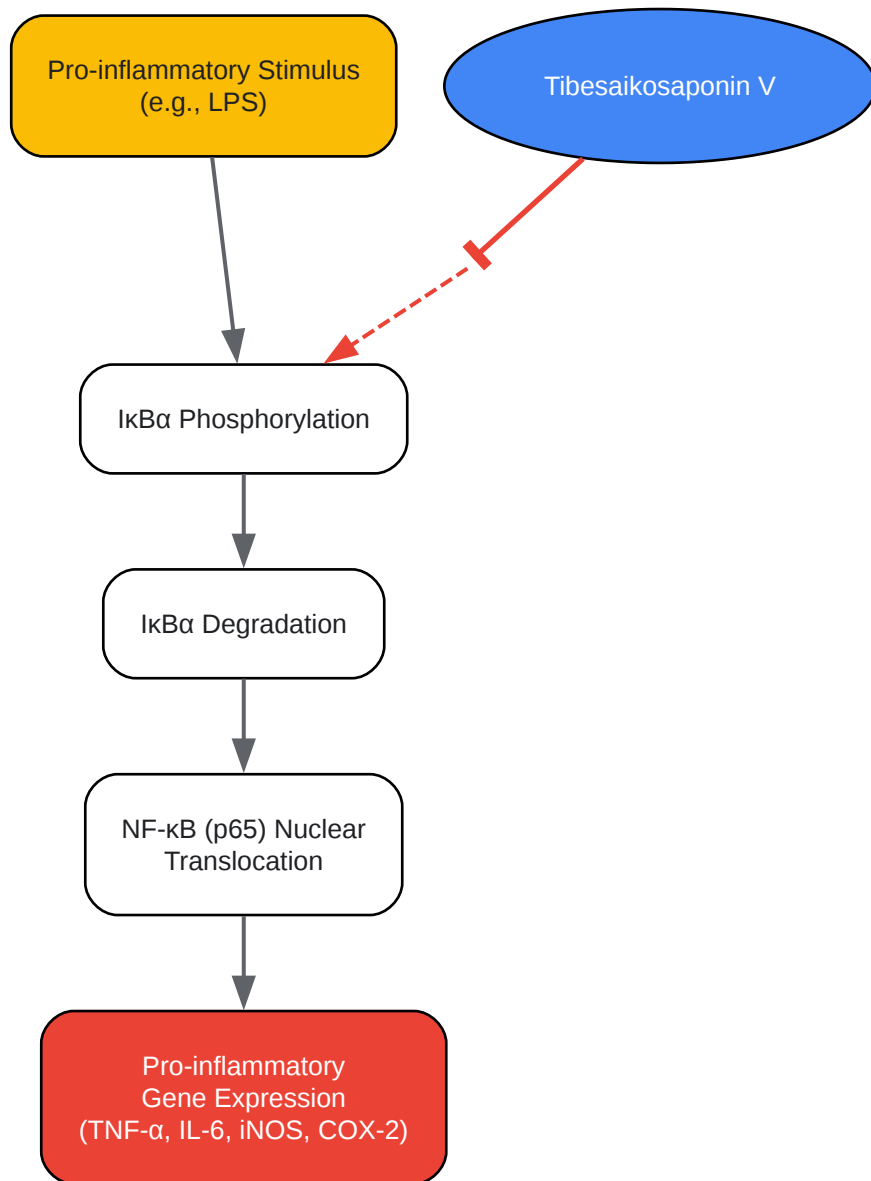 Pro-inflammatory Stimulus
(e.g., LPS)
Tibesaikosaponin V
IκBα Phosphorylation
IκBα Degradation
NF-κB (p65) Nuclear
Translocation
Pro-inflammatory
Gene Expression
(TNF-α, IL-6, iNOS, COX-2)